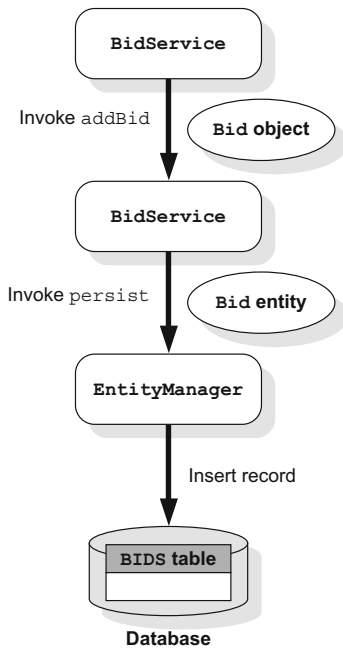 BidService
Invoke addBid
Bid object
BidService
Invoke persist
Bid entity
EntityManager
Insert record
BIDS table
Database